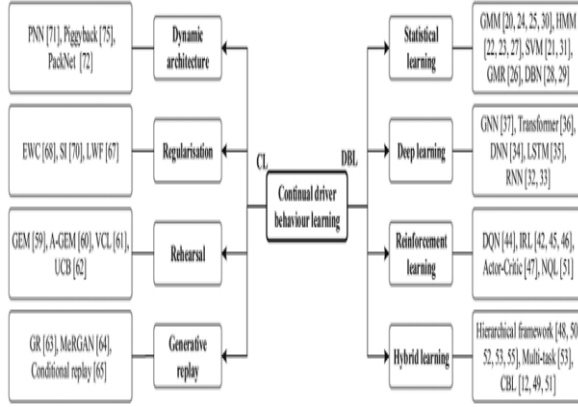 PNN [71], Piggyback [75],
PackNet [72]
Dynamic
architecture
EWC [68], SI [70], LWF [67]
Regularisation
GEM [59], A-GEM [60], VCL [61],
UCB [62]
Rehearsal
GR [63], MeRGAN [64],
Conditional replay [65]
Generative
replay
CL
Continual driver
behaviour learning
DBL
Statistical
learning
GMM [20, 24, 25, 30], HMM
[22, 23, 27], SVM [21, 31],
GMR [26], DBN [28, 29]
Deep learning
GNN [37], Transformer [36],
DNN [34], LSTM [35],
RNN [32, 33]
Reinforcement
learning
DQN [44], IRL [42, 45, 46],
Actor-Critic [47], NQL [51]
Hybrid learning
Hierarchical framework [48, 50,
52, 53, 55], Multi-task [53],
CBL [12, 49, 51]